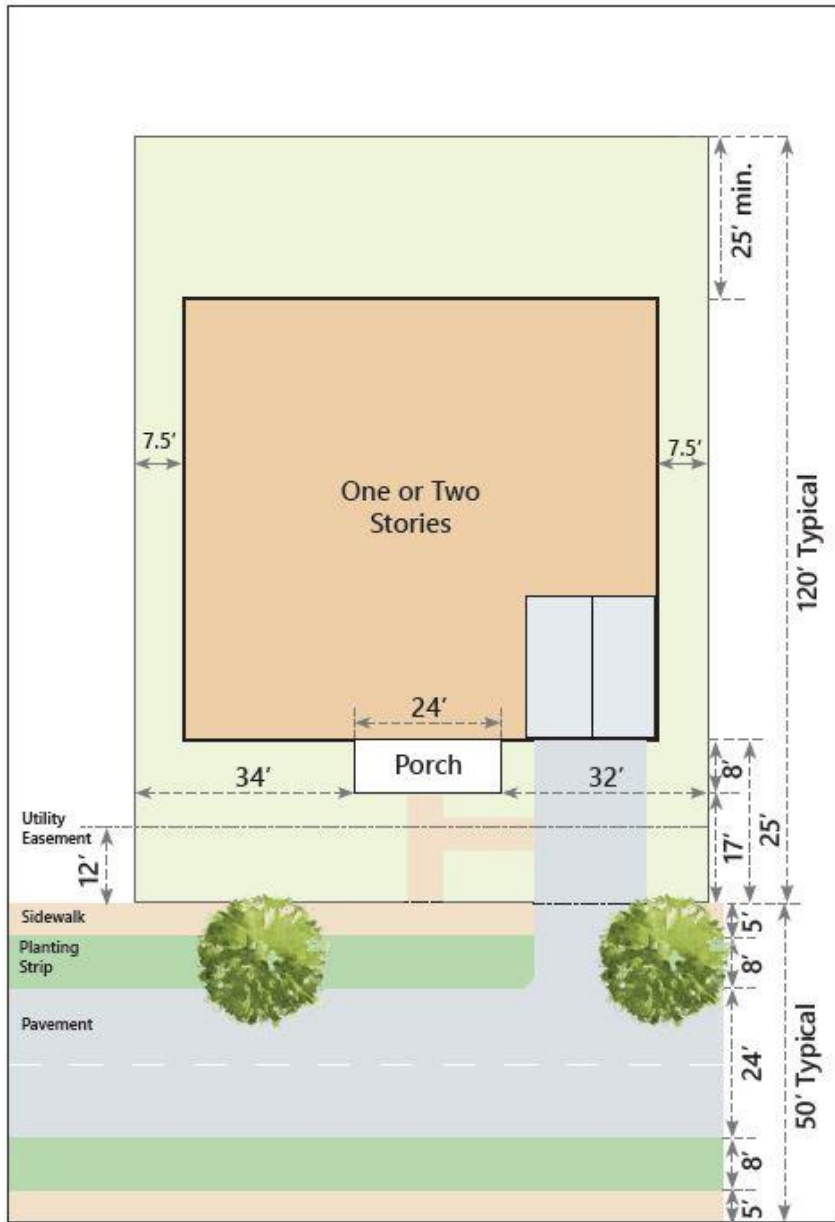 25′ min.
7.5′
7.5′
One or Two
Stories
120′ Typical
24′
Porch
8′
34′
32′
Utility
Easement
12′
17′
25′
Sidewalk
5′
Planting
Strip
8′
Pavement
24′
50′ Typical
8′
5′